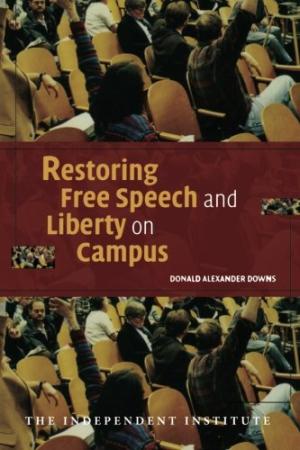 Restoring
Free Speech and
Liberty on
Campus
DONALD ALEXANDER DOWNS
THE INDEPENDENT INSTITUTE